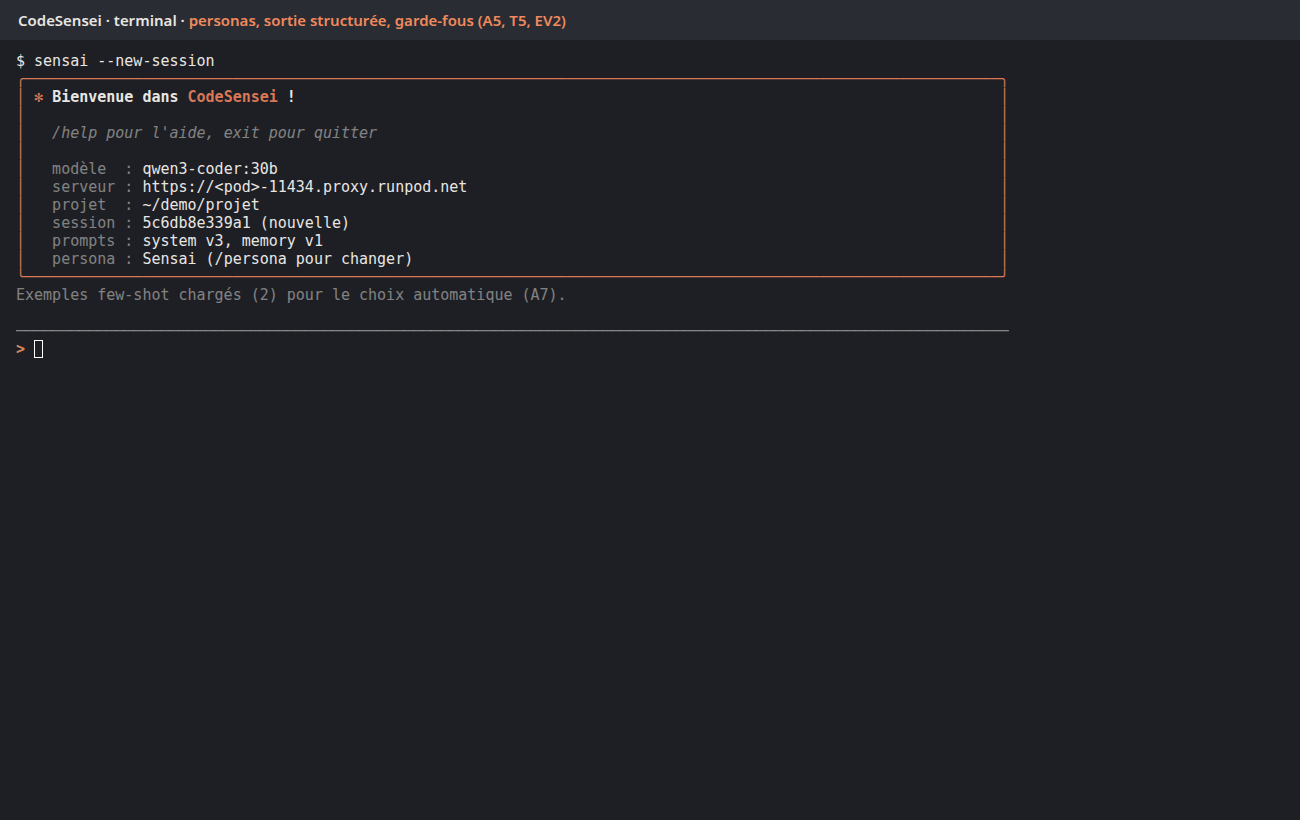 CodeSensei · terminal · personas, sortie structurée, garde-fous (A5, T5, EV2)
$ sensai --new-session
✻ Bienvenue dans CodeSensei !
/help pour l'aide, exit pour quitter
modèle : qwen3-coder:30b
serveur : https://<pod>-11434.proxy.runpod.net
projet : ~/demo/projet
session : 5c6db8e339a1 (nouvelle)
prompts : system v3, memory v1
persona : Sensai (/persona pour changer)
Exemples few-shot chargés (2) pour le choix automatique (A7).
>